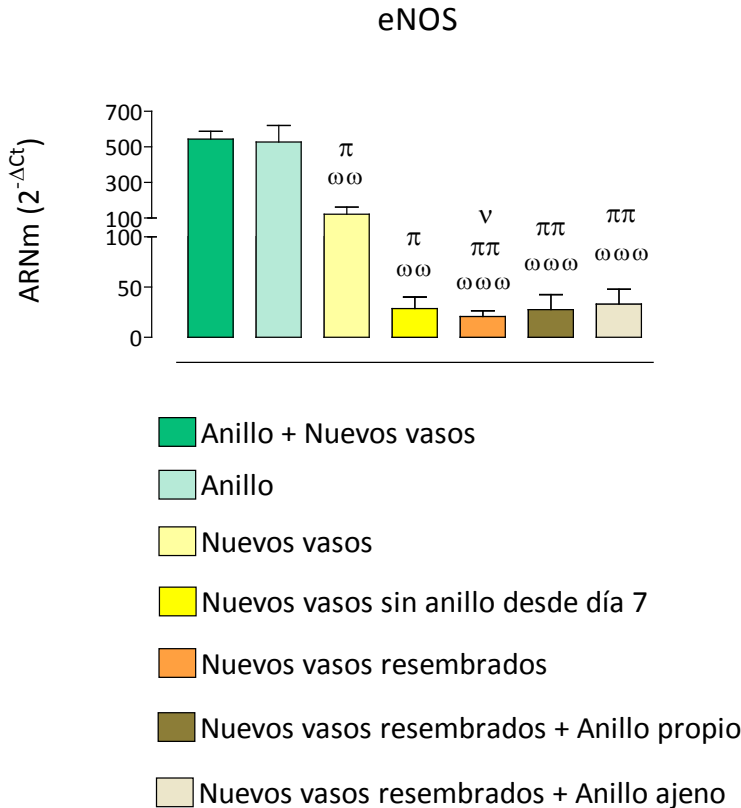 eNOS
ARNm (2^-ΔCt)
700
500
300
100
100
50
0
π
ωω
π
ωω
ν
ππ
ωωω
ππ
ωωω
ππ
ωωω
Anillo + Nuevos vasos
Anillo
Nuevos vasos
Nuevos vasos sin anillo desde día 7
Nuevos vasos resembrados
Nuevos vasos resembrados + Anillo propio
Nuevos vasos resembrados + Anillo ajeno